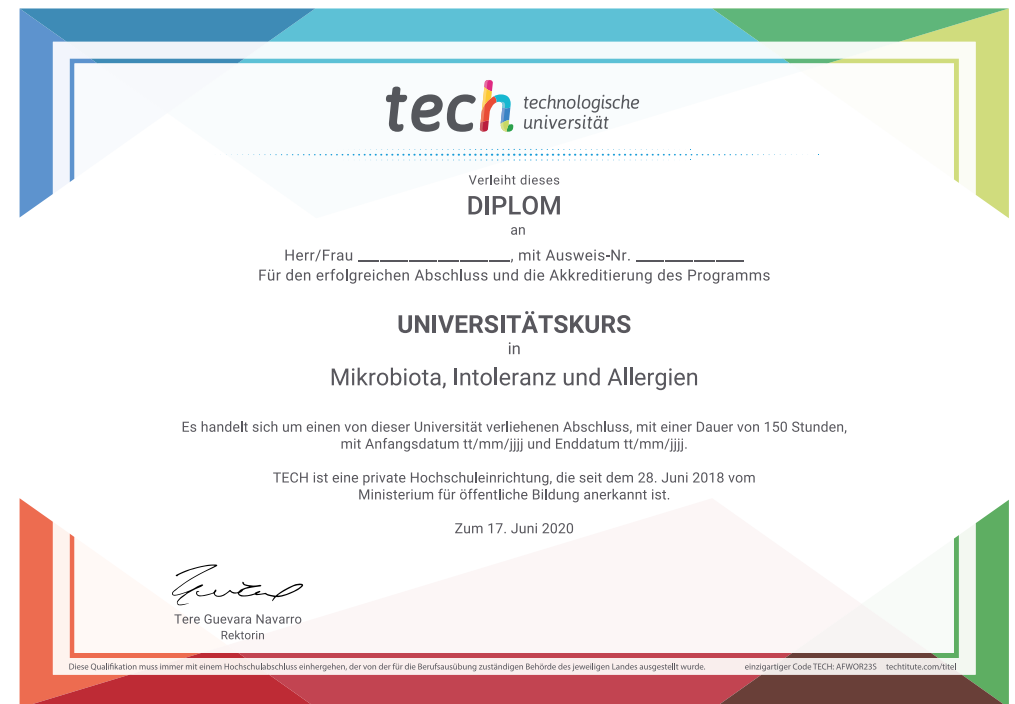 tech technologische
universität
Verleiht dieses
DIPLOM
an
Herr/Frau ________________, mit Ausweis-Nr. ___________
Für den erfolgreichen Abschluss und die Akkreditierung des Programms
UNIVERSITÄTSKURS
in
Mikrobiota, Intoleranz und Allergien
Es handelt sich um einen von dieser Universität verliehenen Abschluss, mit einer Dauer von 150 Stunden,
mit Anfangsdatum tt/mm/jjjj und Enddatum tt/mm/jjjj.
TECH ist eine private Hochschuleinrichtung, die seit dem 28. Juni 2018 vom
Ministerium für öffentliche Bildung anerkannt ist.
Zum 17. Juni 2020
Tere Guevara Navarro
Rektorin
Diese Qualifikation muss immer mit einem Hochschulabschluss einhergehen, der von der für die Berufsausübung zuständigen Behörde des jeweiligen Landes ausgestellt wurde. einzigartiger Code TECH: AFWOR23S techtitute.com/titel